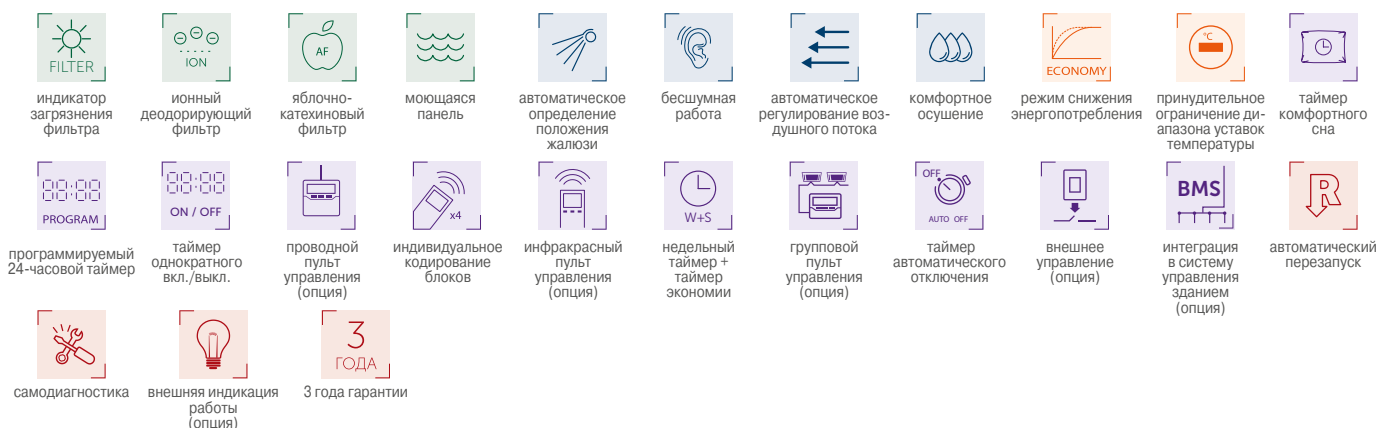 FILTER
индикатор
загрязнения
фильтра
ION
ионный
деодорирующий
фильтр
AF
яблочно-
катехиновый
фильтр
моющаяся
панель
автоматическое
определение
положения
жалюзи
бесшумная
работа
автоматическое
регулирование воз-
душного потока
комфортное
осушение
ECONOMY
режим снижения
энергопотребления
°C
принудительное
ограничение ди-
апазона уставок
температуры
таймер
комфортного
сна
88:88
PROGRAM
программируемый
24-часовой таймер
88:88
ON / OFF
таймер
однократного
вкл./выкл.
проводной
пульт
управления
(опция)
x4
индивидуальное
кодирование
блоков
инфракрасный
пульт
управления
(опция)
W+S
недельный
таймер +
таймер
экономии
групповой
пульт
управления
(опция)
OFF
AUTO OFF
таймер
автоматического
отключения
внешнее
управление
(опция)
BMS
интеграция
в систему
управления
зданием
(опция)
R
автоматический
перезапуск
самодиагностика
внешняя индикация
работы
(опция)
3
ГОДА
3 года гарантии